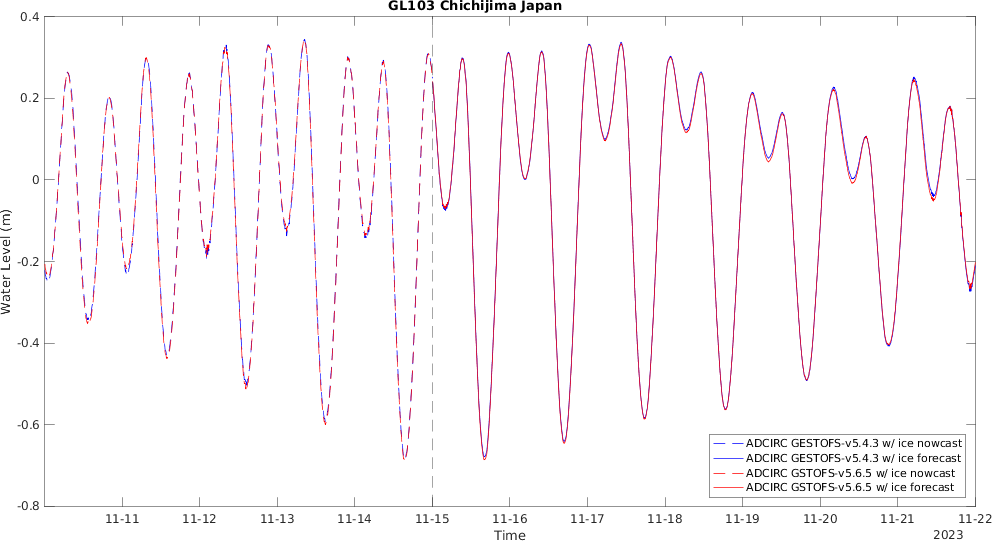 GL103 Chichijima Japan
0.4
0.2
0
-0.2
-0.4
-0.6
-0.8
Water Level (m)
ADCIRC GESTOFS-v5.4.3 w/ ice nowcast
ADCIRC GESTOFS-v5.4.3 w/ ice forecast
ADCIRC GSTOFS-v5.6.5 w/ ice nowcast
ADCIRC GSTOFS-v5.6.5 w/ ice forecast
11-11 11-12 11-13 11-14 11-15 11-16 11-17 11-18 11-19 11-20 11-21 11-22
Time
2023